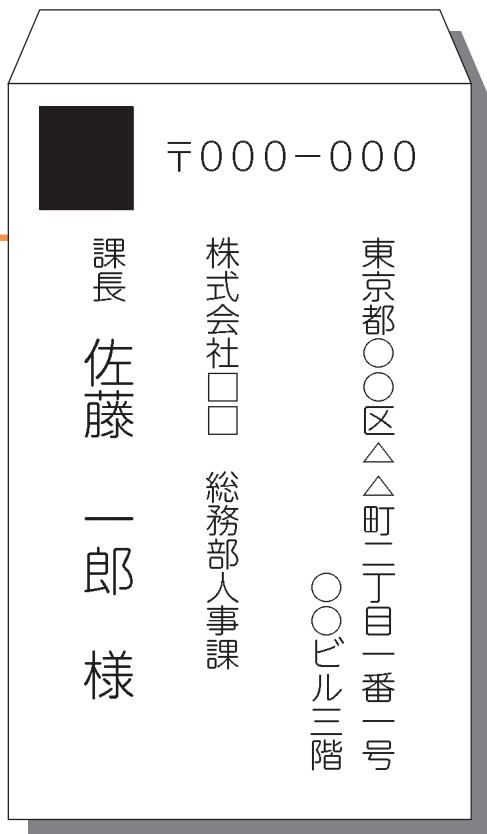 〒000−000
東京都○○区△△町二丁目一番一号
○○ビル三階
株式会社□□　総務部人事課
課長　佐藤　一郎　様